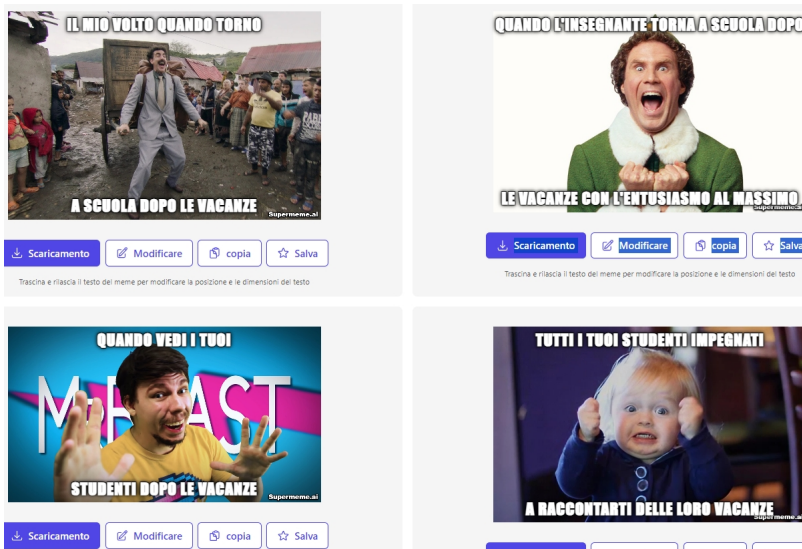 IL MIO VOLTO QUANDO TORNO
A SCUOLA DOPO LE VACANZE
Supermeme.ai
Scaricamento
Modificare
copia
Salva
Trascina e rilascia il testo del meme per modificare la posizione e le dimensioni del testo
QUANDO L'INSEGNANTE TORNA A SCUOLA DOPO
LE VACANZE CON L'ENTUSIASMO AL MASSIMO
Scaricamento
Modificare
copia
Salva
Trascina e rilascia il testo del meme per modificare la posizione e le dimensioni del testo
QUANDO VEDI I TUOI
STUDENTI DOPO LE VACANZE
Supermeme.ai
Scaricamento
Modificare
copia
Salva
TUTTI I TUOI STUDENTI IMPEGNATI
A RACCONTARTI DELLE LORO VACANZE